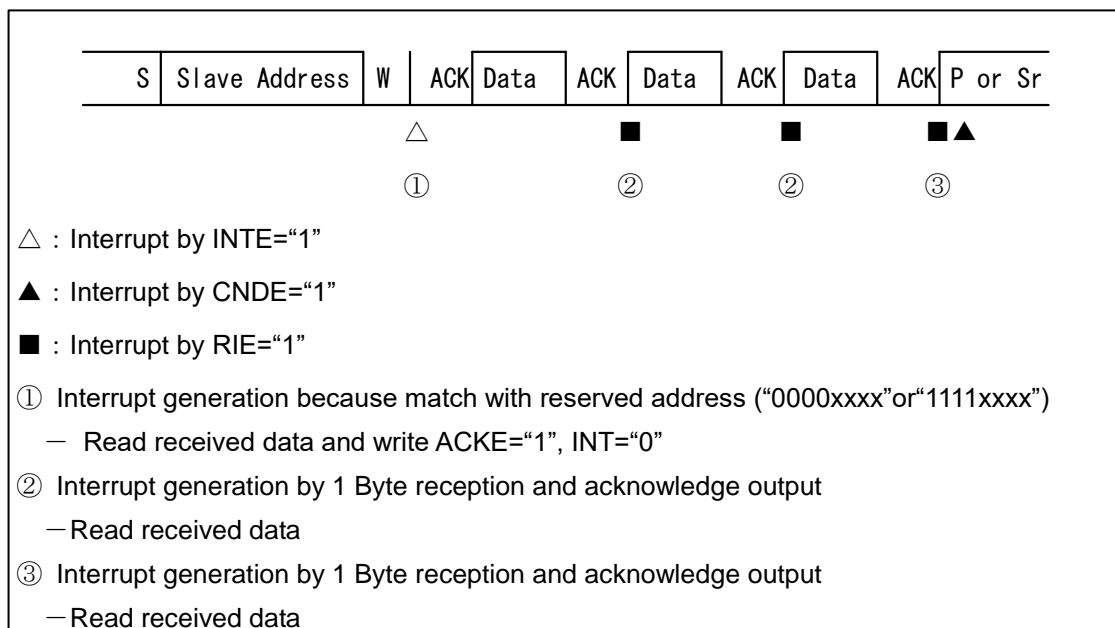 S Slave Address W ACK Data ACK Data ACK Data ACK P or Sr
△ ■ ■ ■▲
① ② ② ③
△ : Interrupt by INTE=“1”
▲ : Interrupt by CNDE=“1”
■ : Interrupt by RIE=“1”
① Interrupt generation because match with reserved address (“0000xxxx”or“1111xxxx”)
－ Read received data and write ACKE=“1”, INT=“0”
② Interrupt generation by 1 Byte reception and acknowledge output
－Read received data
③ Interrupt generation by 1 Byte reception and acknowledge output
－Read received data